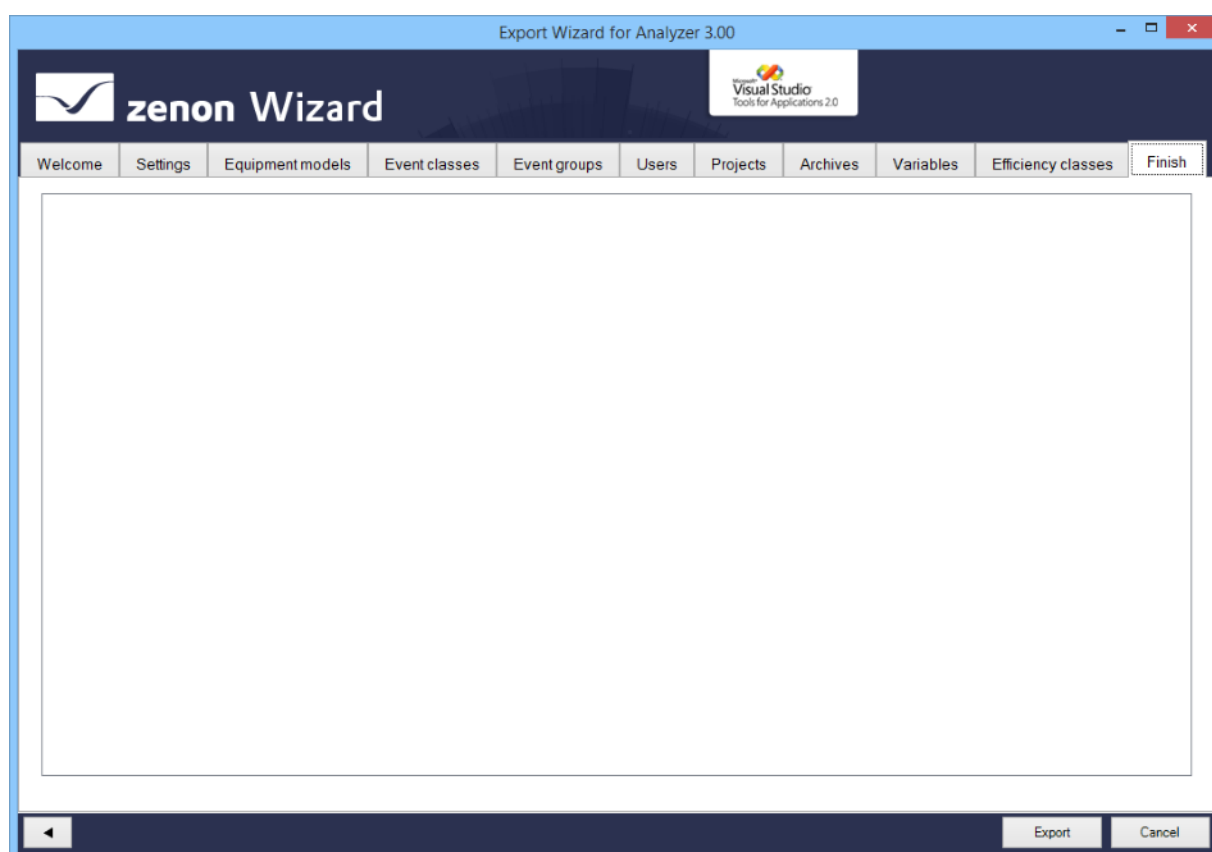 Export Wizard for Analyzer 3.00
zenon Wizard
Microsoft
Visual Studio
Tools for Applications 2.0
Welcome Settings Equipment models Event classes Event groups Users Projects Archives Variables Efficiency classes Finish
Export Cancel